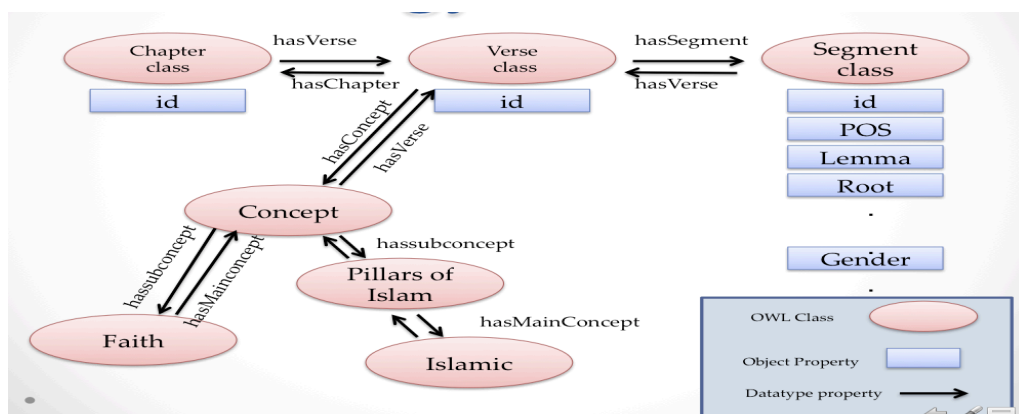 Chapter
class
id
hasVerse
hasChapter
Verse
class
id
hasSegment
hasVerse
Segment
class
id
POS
Lemma
Root
.
Gender
.
hasConcept
hasVerse
Concept
hassubconcept
hasMainconcept
hassubconcept
Pillars of
Islam
hasMainConcept
Faith
Islamic
OWL Class
Object Property
Datatype property